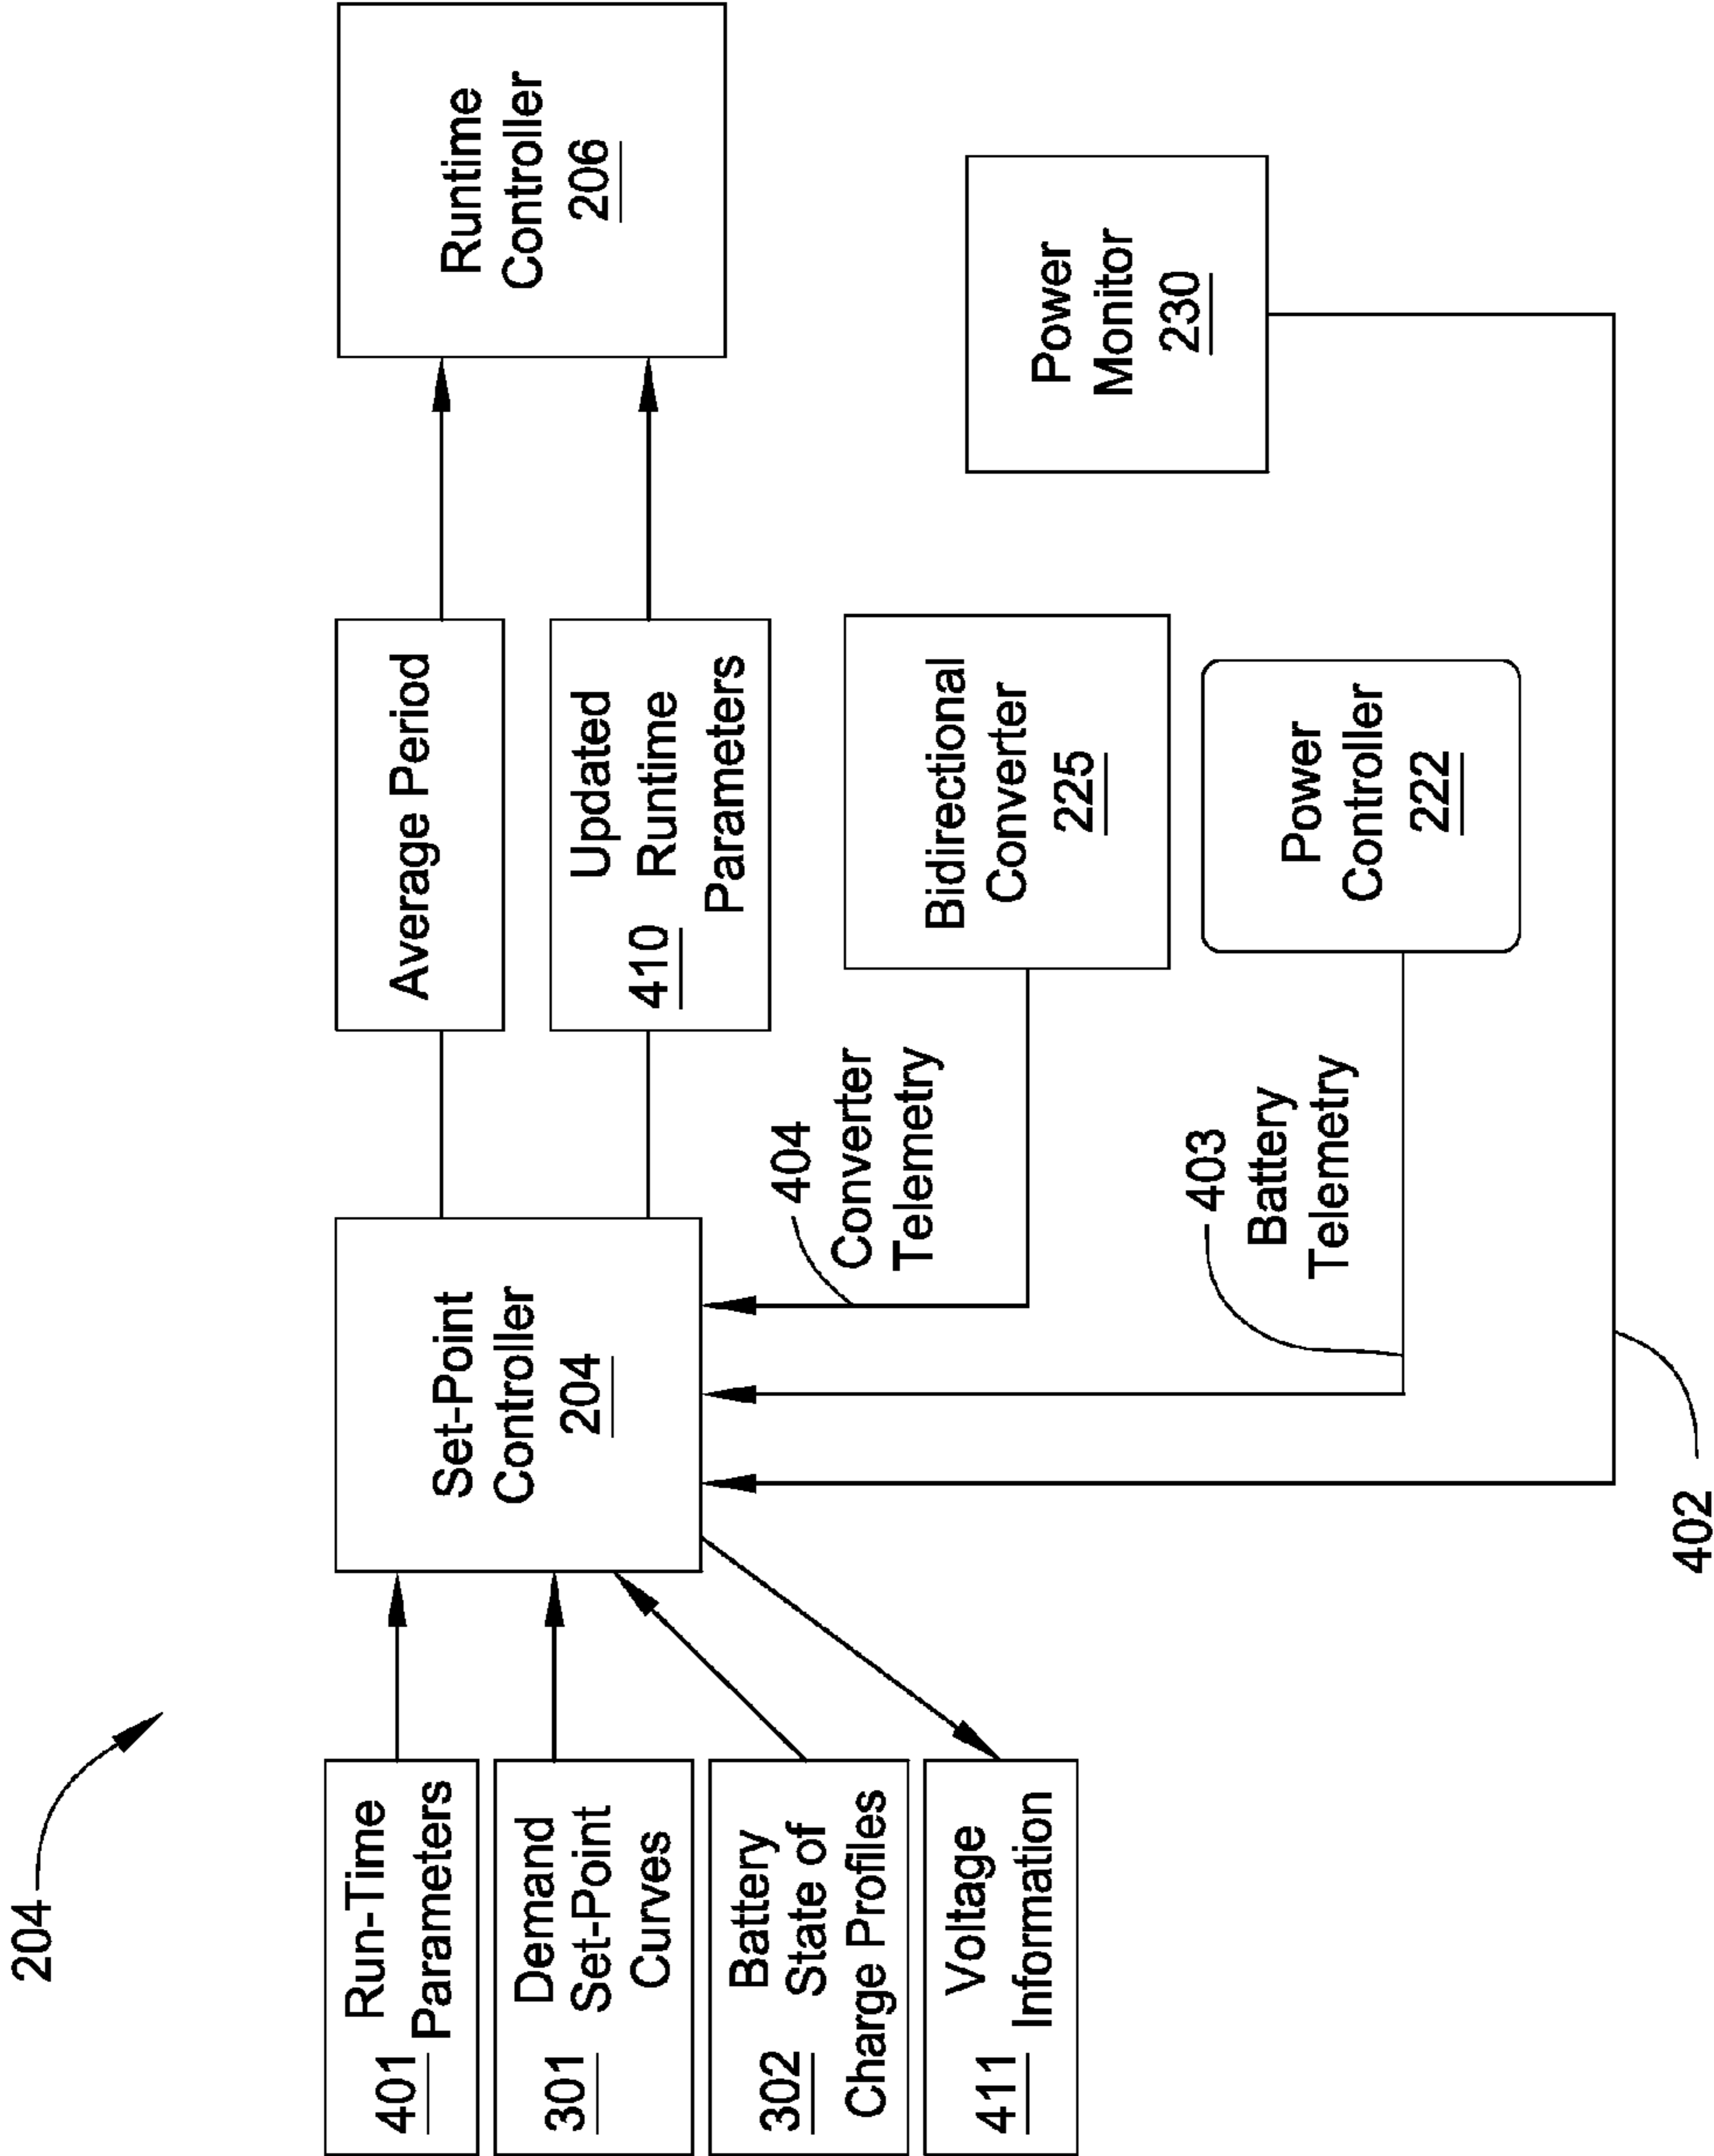 204
401
Run-Time
Parameters
301
Demand
Set-Point
Curves
302
Battery
State of
Charge Profiles
411
Voltage
Information
Set-Point
Controller
204
Average Period
410
Updated
Runtime
Parameters
Runtime
Controller
206
404
Converter
Telemetry
Bidirectional
Converter
225
403
Battery
Telemetry
Power
Controller
222
Power
Monitor
230
402